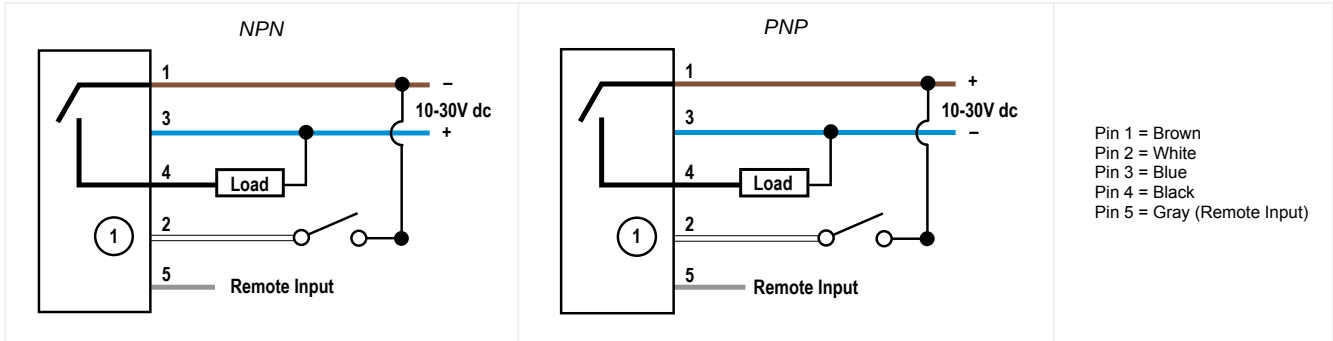 NPN
1
–
10-30V dc
3
+
4
Load
1
2
5
Remote Input
PNP
1
+
10-30V dc
3
–
4
Load
1
2
5
Remote Input
Pin 1 = Brown
Pin 2 = White
Pin 3 = Blue
Pin 4 = Black
Pin 5 = Gray (Remote Input)